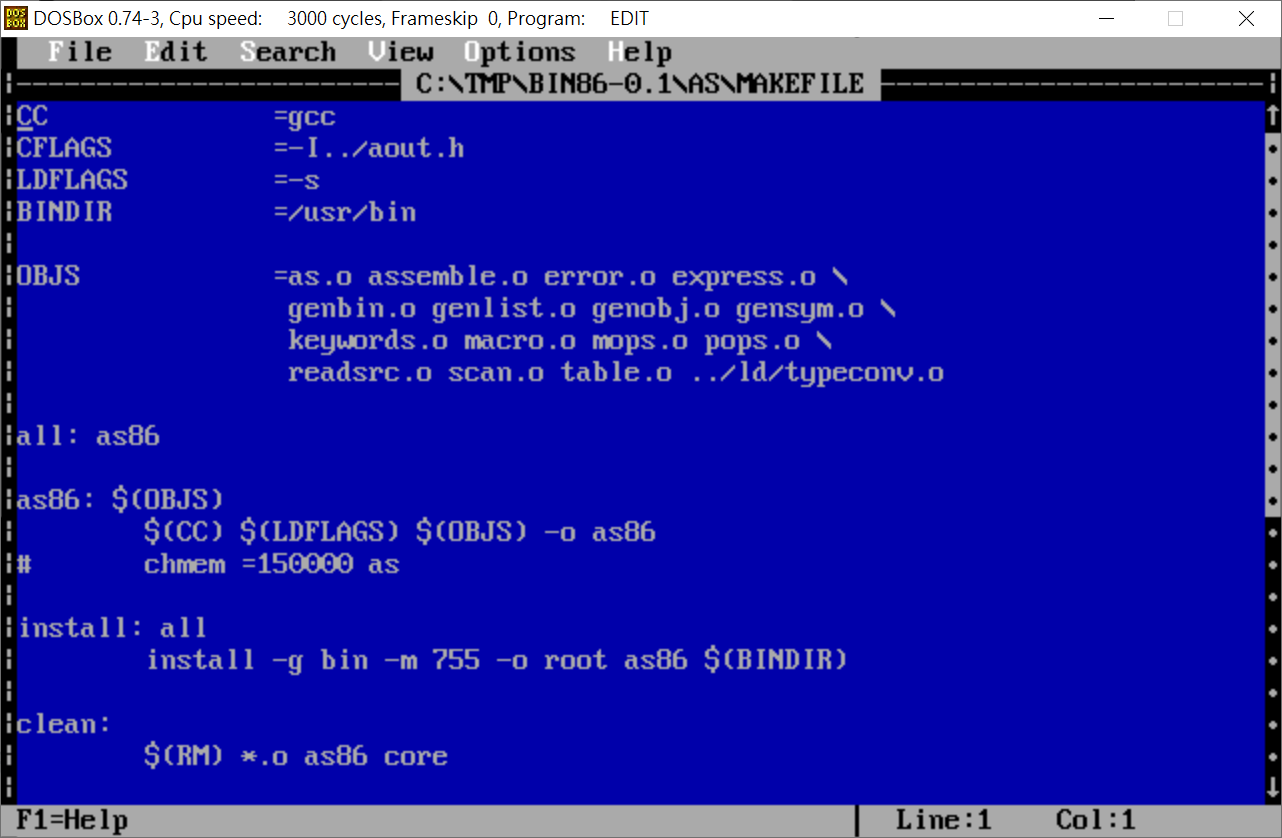 DOS BOX DOSBox 0.74-3, Cpu speed: 3000 cycles, Frameskip 0, Program: EDIT
File Edit Search View Options Help
C:\TMP\BIN86-0.1\AS\MAKEFILE
CC =gcc
CFLAGS =-I../aout.h
LDFLAGS =-s
BINDIR =/usr/bin
OBJS =as.o assemble.o error.o express.o \
genbin.o genlist.o genobj.o gensym.o \
keywords.o macro.o mops.o pops.o \
readsrc.o scan.o table.o ../ld/typeconv.o
all: as86
as86: $(OBJS)
$(CC) $(LDFLAGS) $(OBJS) -o as86
# chmem =150000 as
install: all
install -g bin -m 755 -o root as86 $(BINDIR)
clean:
$(RM) *.o as86 core
F1=Help Line:1 Col:1